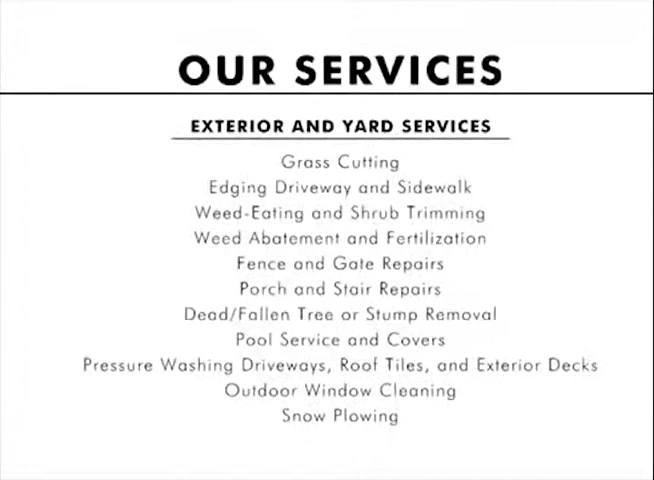 OUR SERVICES
EXTERIOR AND YARD SERVICES
Grass Cutting
Edging Driveway and Sidewalk
Weed-Eating and Shrub Trimming
Weed Abatement and Fertilization
Fence and Gate Repairs
Porch and Stair Repairs
Dead/Fallen Tree or Stump Removal
Pool Service and Covers
Pressure Washing Driveways, Roof Tiles, and Exterior Decks
Outdoor Window Cleaning
Snow Plowing